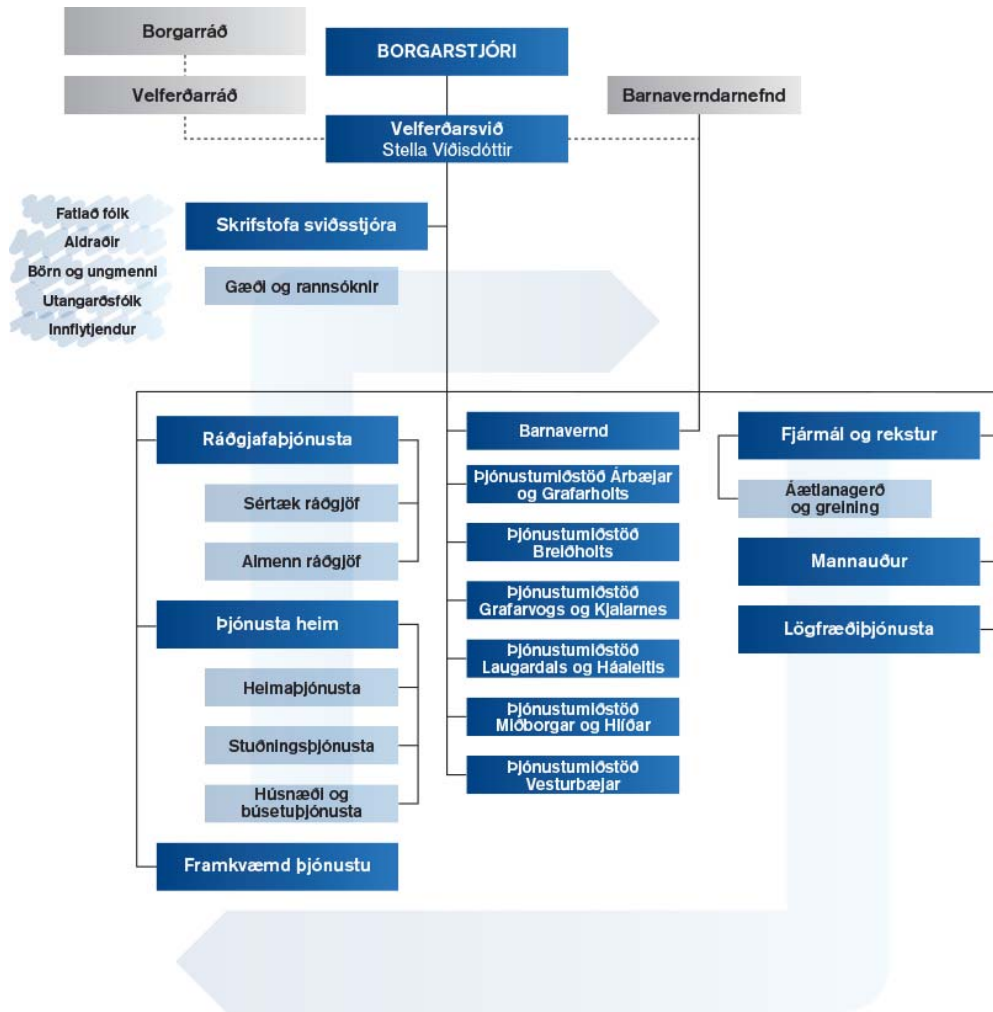 Borgarráð
BORGARSTJÓRI
Velferðarráð
Barnaverndarnefnd
Velferðarsvið
Stella Víðisdóttir
Fatlað fólk
Aldraðir
Börn og ungmenni
Utangarðsfólk
Innflytjendur
Skrifstofa sviðsstjóra
Gæði og rannsóknir
Ráðgjafaþjónusta
Sértæk ráðgjöf
Almenn ráðgjöf
Þjónusta heim
Heimaþjónusta
Stuðningsþjónusta
Húsnæði og
búsetuþjónusta
Framkvæmd þjónustu
Barnavernd
Þjónustumiðstöð Árbæjar
og Grafarholts
Þjónustumiðstöð
Breiðholts
Þjónustumiðstöð
Grafarvogs og Kjalarnes
Þjónustumiðstöð
Laugardals og Háaleitis
Þjónustumiðstöð
Miðborgar og Hlíðar
Þjónustumiðstöð
Vesturbæjar
Fjármál og rekstur
Áætlanagerð
og greining
Mannauður
Lögfræðiþjónusta